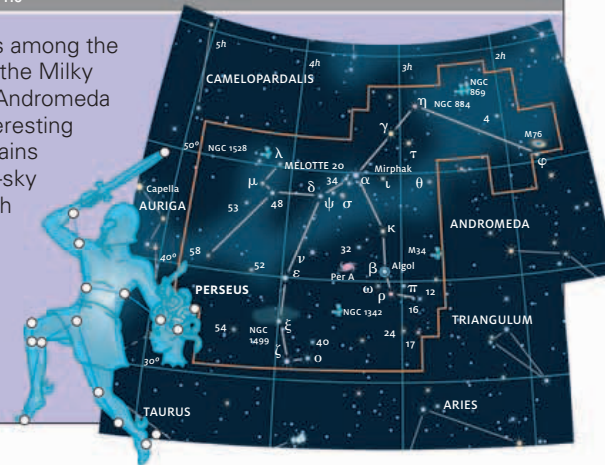 s among the
the Milky
Andromeda
eresting
ains
-sky
h
5h
4h
3h
2h
CAMELOPARDALIS
NGC
869
η
NGC 884
4
γ
M76
50°
NGC 1528
λ
τ
φ
MELOTTE 20
Mirphak
μ
δ
34
α
ι
θ
Capella
48
ψ
σ
AURIGA
53
ANDROMEDA
κ
58
40°
32
M34
ν
52
ε
Per A
β
Algol
PERSEUS
ω
π
ρ
12
NGC 1342
16
TRIANGULUM
54
NGC
1499
ξ
24
40
17
ζ
ο
30°
TAURUS
ARIES